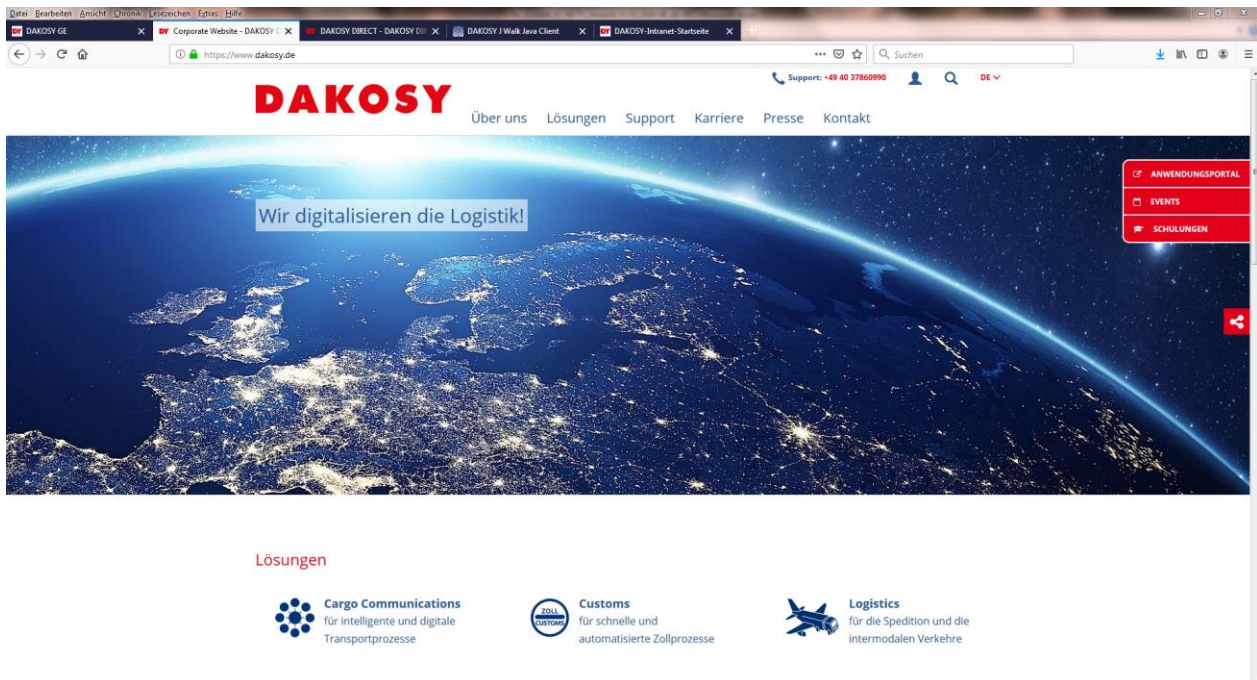 Datei Bearbeiten Ansicht Chronik Lesezeichen Extras Hilfe
DAKOSY GE
Corporate Website - DAKOSY D
DAKOSY DIRECT - DAKOSY DI
DAKOSY J Walk Java Client
DAKOSY-Intranet-Startseite
https://www.dakosy.de
Suchen
Support: +49 40 37860990
DE
DAKOSY
Über uns Lösungen Support Karriere Presse Kontakt
ANWENDUNGSPORTAL
EVENTS
SCHULUNGEN
Wir digitalisieren die Logistik!
Lösungen
Cargo Communications
für intelligente und digitale
Transportprozesse
ZOLL
CUSTOMS
Customs
für schnelle und
automatisierte Zollprozesse
Logistics
für die Spedition und die
intermodalen Verkehre